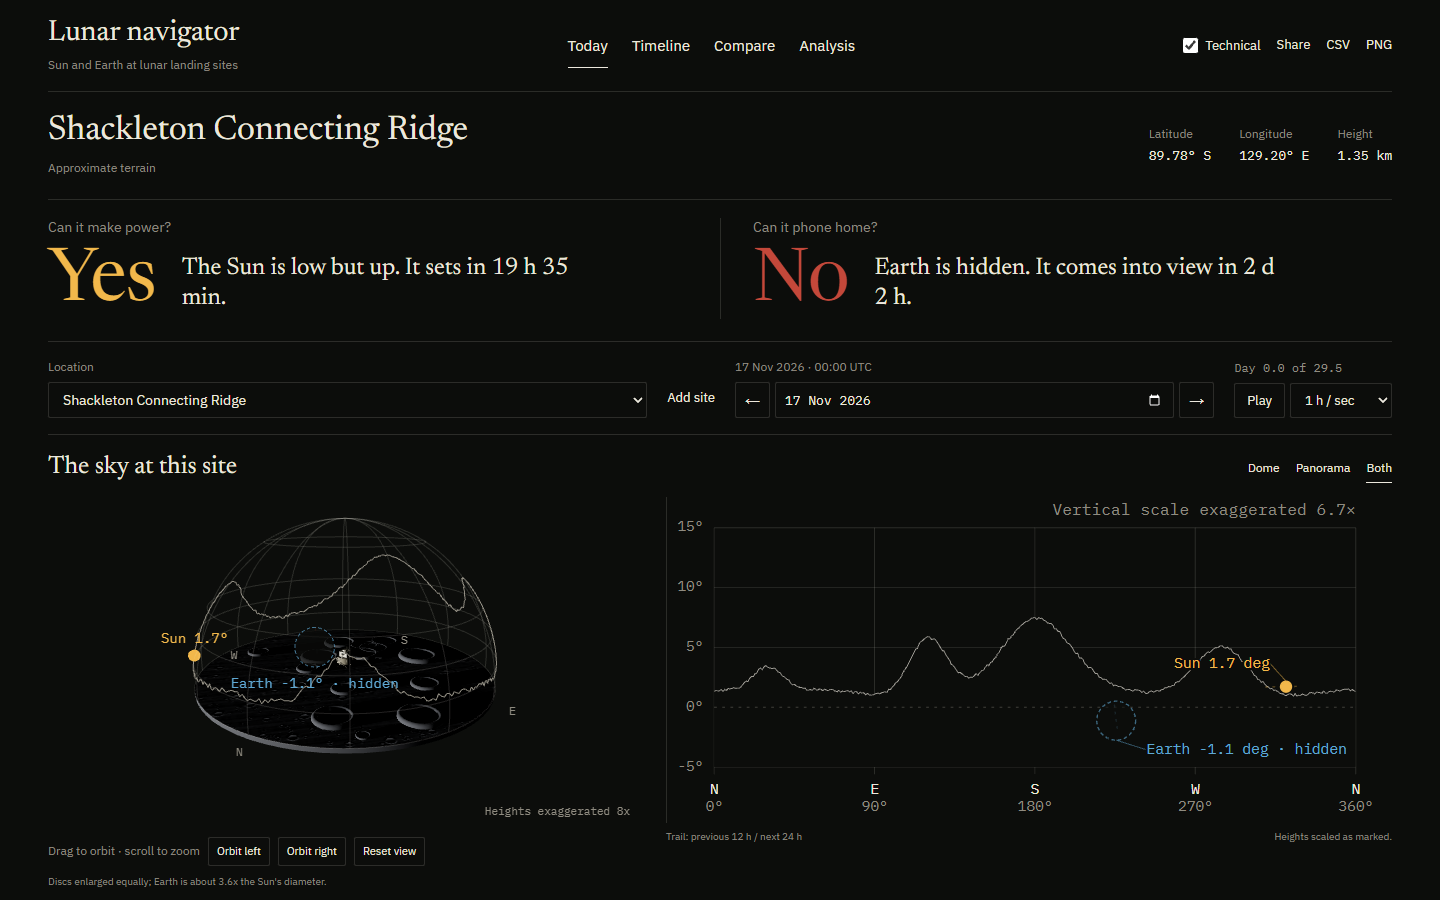 Lunar navigator
Sun and Earth at lunar landing sites
Today
Timeline
Compare
Analysis
Technical
Share
CSV
PNG
Shackleton Connecting Ridge
Approximate terrain
Latitude
Longitude
Height
89.78° S
129.20° E
1.35 km
Can it make power?
Yes
The Sun is low but up. It sets in 19 h 35
min.
Can it phone home?
No
Earth is hidden. It comes into view in 2 d
2 h.
Location
Shackleton Connecting Ridge
Add site
17 Nov 2026 · 00:00 UTC
←
17 Nov 2026
→
Day 0.0 of 29.5
Play
1 h / sec
The sky at this site
Dome
Panorama
Both
Sun 1.7°
W
S
Earth -1.1° · hidden
E
N
Heights exaggerated 8x
Vertical scale exaggerated 6.7×
15°
10°
5°
0°
-5°
Sun 1.7 deg
Earth -1.1 deg · hidden
N
E
S
W
N
0°
90°
180°
270°
360°
Trail: previous 12 h / next 24 h
Heights scaled as marked.
Drag to orbit · scroll to zoom
Orbit left
Orbit right
Reset view
Discs enlarged equally; Earth is about 3.6x the Sun's diameter.